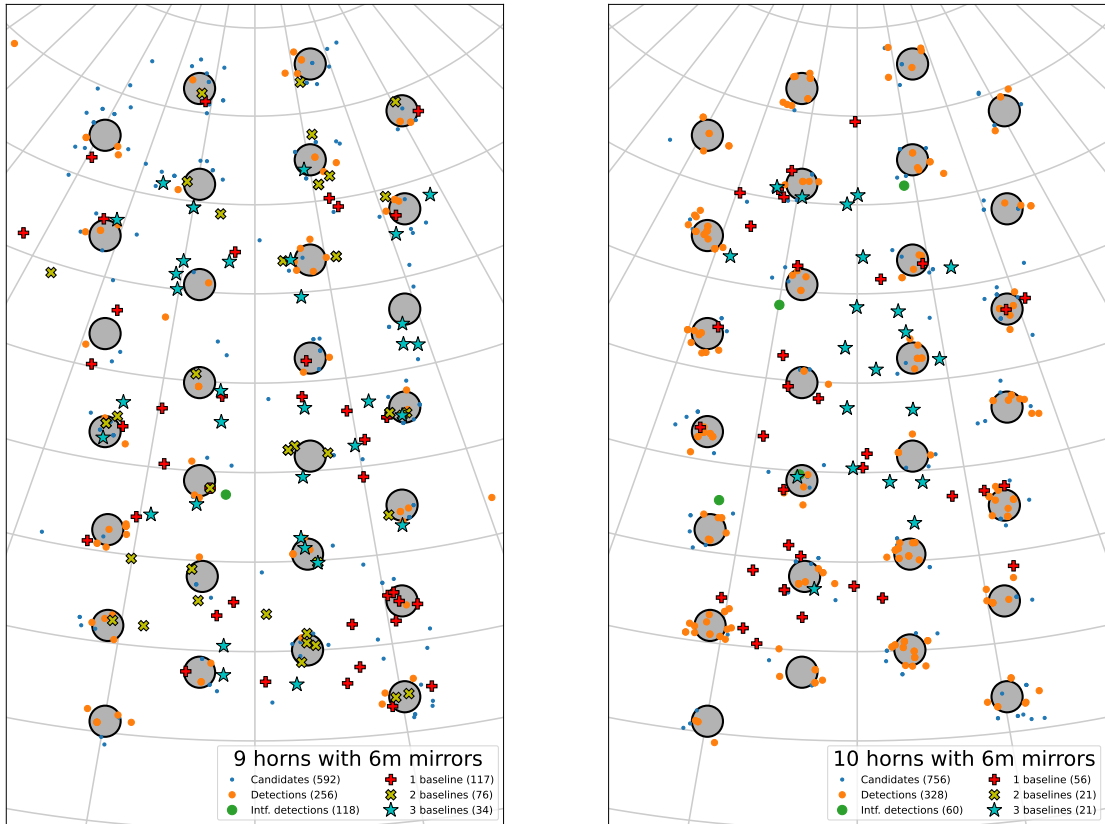 9 horns with 6m mirrors
Candidates (592)
Detections (256)
Intf. detections (118)
1 baseline (117)
2 baselines (76)
3 baselines (34)
10 horns with 6m mirrors
Candidates (756)
Detections (328)
Intf. detections (60)
1 baseline (56)
2 baselines (21)
3 baselines (21)